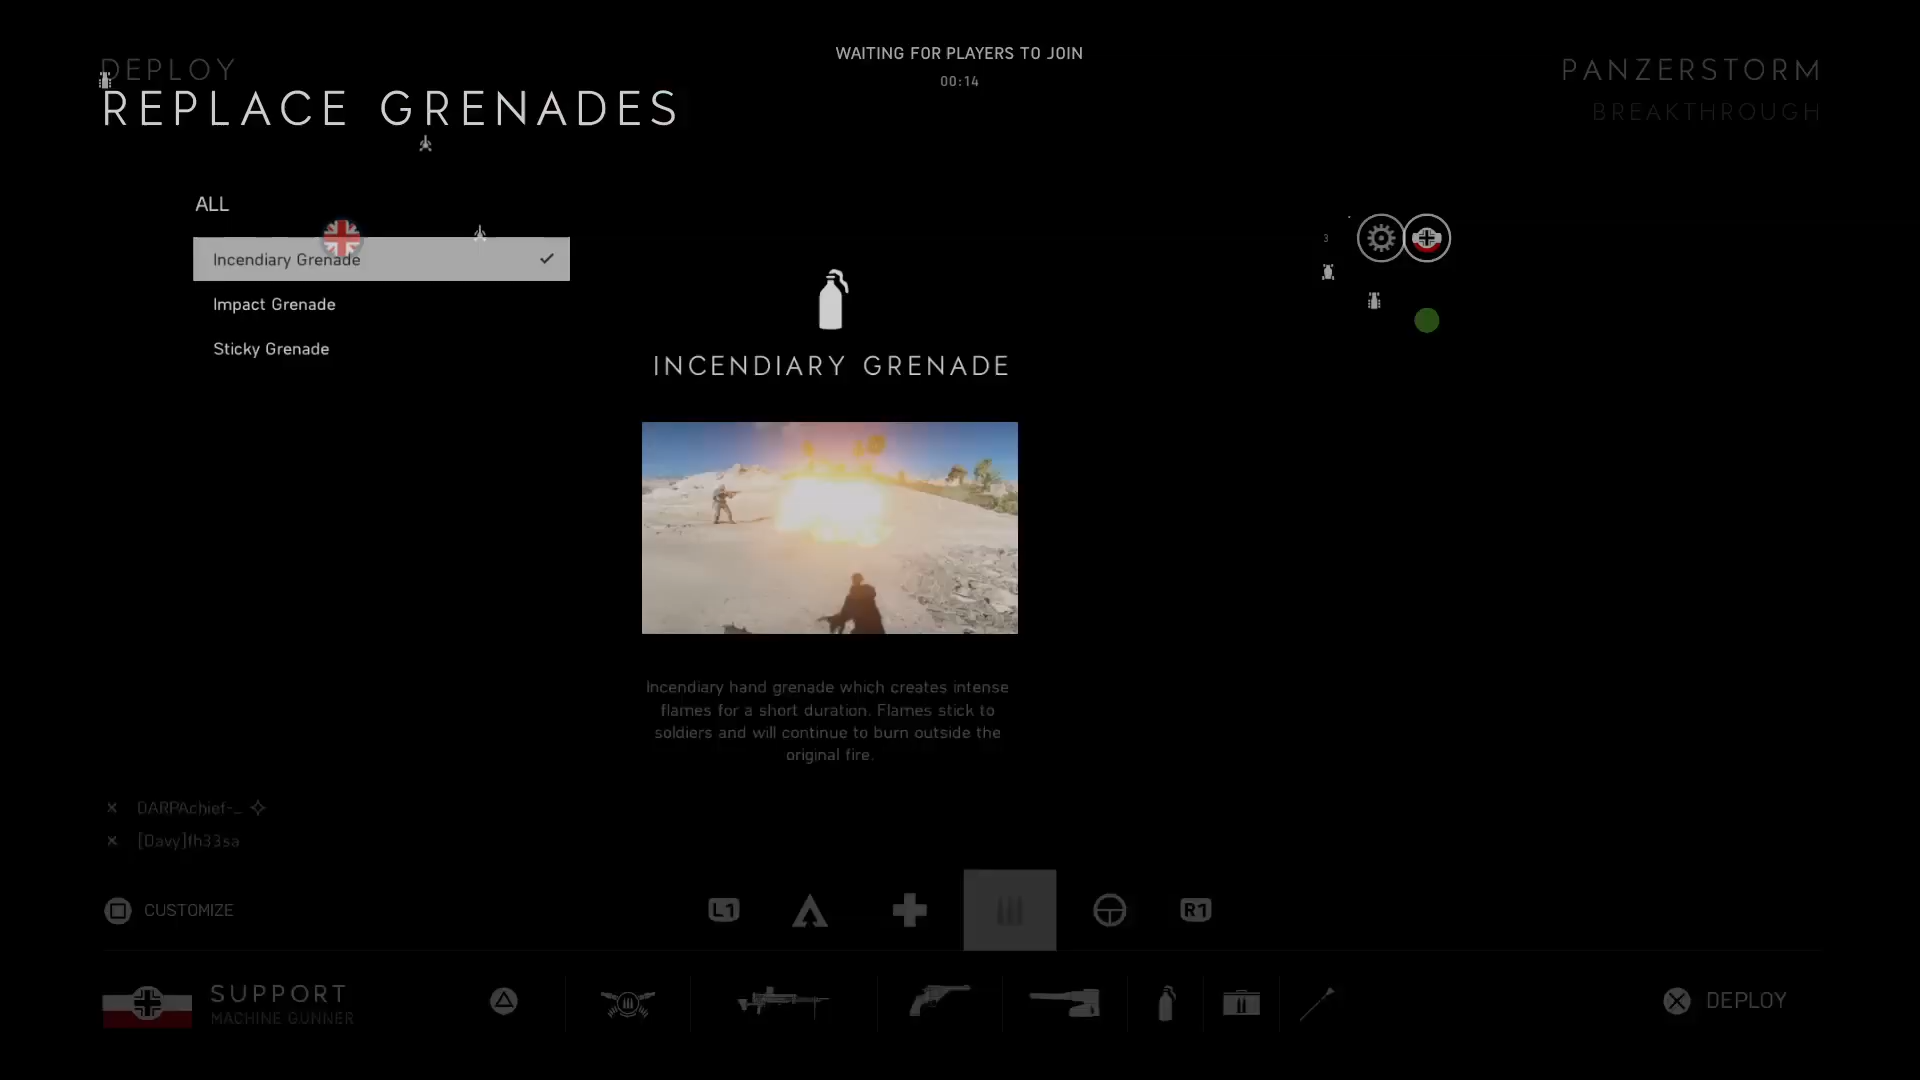 DEPLOY
REPLACE GRENADES
WAITING FOR PLAYERS TO JOIN
00:14
PANZERSTORM
BREAKTHROUGH
ALL
Incendiary Grenade
Impact Grenade
Sticky Grenade
3
INCENDIARY GRENADE
Incendiary hand grenade which creates intense
flames for a short duration. Flames stick to
soldiers and will continue to burn outside the
original fire.
DARPAchief-_
[Davy]fh33sa
CUSTOMIZE
L1
R1
SUPPORT
MACHINE GUNNER
DEPLOY